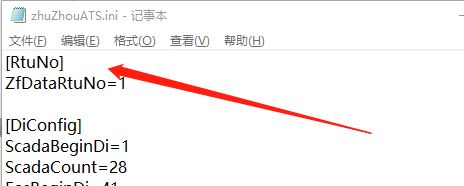 zhuZhouATS.ini - 记事本
文件(F) 编辑(E) 格式(O) 查看(V) 帮助(H)
[RtuNo]
ZfDataRtuNo=1
[DiConfig]
ScadaBeginDi=1
ScadaCount=28